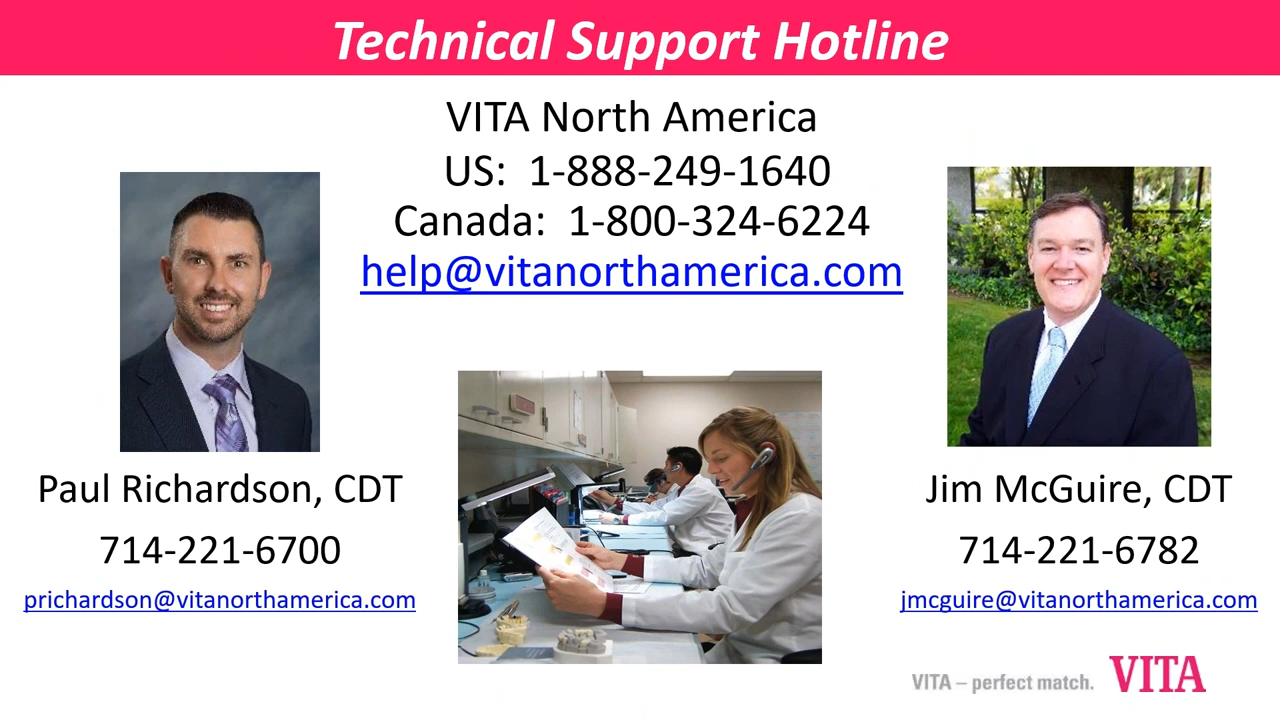 Technical Support Hotline
VITA North America
US: 1-888-249-1640
Canada: 1-800-324-6224
help@vitanorthamerica.com
Paul Richardson, CDT
714-221-6700
prichardson@vitanorthamerica.com
Jim McGuire, CDT
714-221-6782
jmcguire@vitanorthamerica.com
VITA – perfect match.
VITA